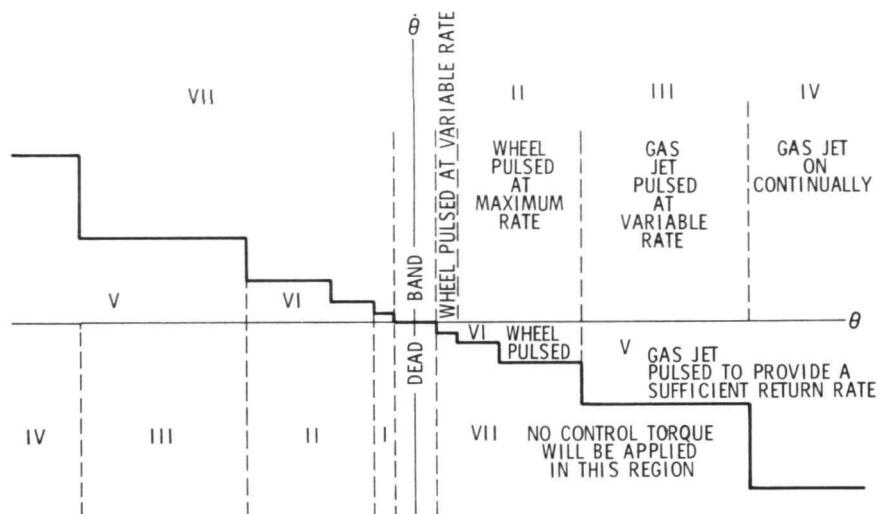 θ̇
VII
WHEEL PULSED AT VARIABLE RATE
II
III
IV
WHEEL
PULSED
AT
MAXIMUM
RATE
GAS
JET
PULSED
AT
VARIABLE
RATE
GAS JET
ON
CONTINUALLY
V
VI
DEAD BAND
θ
VI
WHEEL
PULSED
V
GAS JET
PULSED TO PROVIDE A
SUFFICIENT RETURN RATE
IV
III
II
I
VII
NO CONTROL TORQUE
WILL BE APPLIED
IN THIS REGION